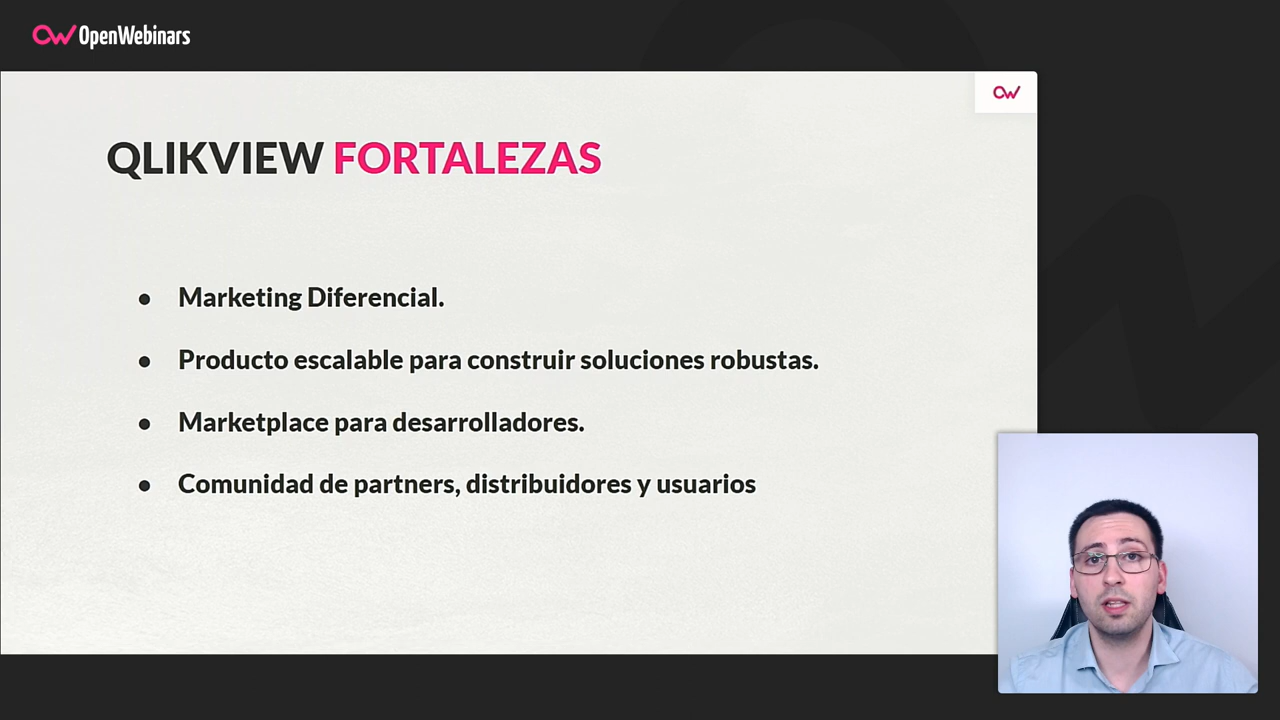 OpenWebinars
QLIKVIEW FORTALEZAS
● Marketing Diferencial.
● Producto escalable para construir soluciones robustas.
● Marketplace para desarrolladores.
● Comunidad de partners, distribuidores y usuarios